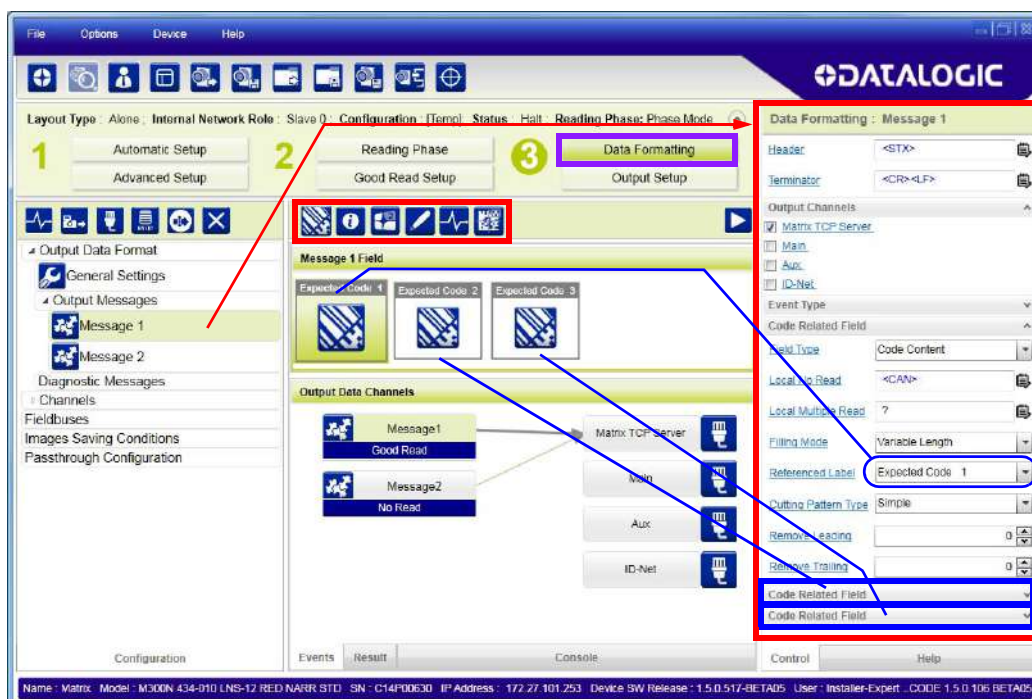 File Options Device Help
DATALOGIC
Layout Type : Alone ; Internal Network Role : Slave 0 ; Configuration : [Temp] Status : Halt : Reading Phase: Phase Mode
1
Automatic Setup
Advanced Setup
2
Reading Phase
Good Read Setup
3
Data Formatting
Output Setup
Output Data Format
General Settings
Output Messages
Message 1
Message 2
Diagnostic Messages
Channels
Fieldbuses
Images Saving Conditions
Passthrough Configuration
Configuration
Message 1 Field
Expected Code 1
Expected Code 2
Expected Code 3
Output Data Channels
Message1
Good Read
Message2
No Read
Matrix TCP Server
Main
Aux
ID-Net
Events Result Console
Data Formatting : Message 1
Header <STX>
Terminator <CR><LF>
Output Channels
Matrix TCP Server
Main
Aux
ID-Net
Event Type
Code Related Field
Field Type Code Content
Local No Read <CAN>
Local Multiple Read ?
Filling Mode Variable Length
Referenced Label Expected Code 1
Cutting Pattern Type Simple
Remove Leading 0
Remove Trailing 0
Code Related Field
Code Related Field
Control Help
Name : Matrix Model : M300N 434-010 LNS-12 RED NARR STD SN : C14P00630 IP Address : 172.27.101.253 Device SW Release : 1.5.0.517-BETA05 User : Installer-Expert CODE 1.5.0.106 BETA05